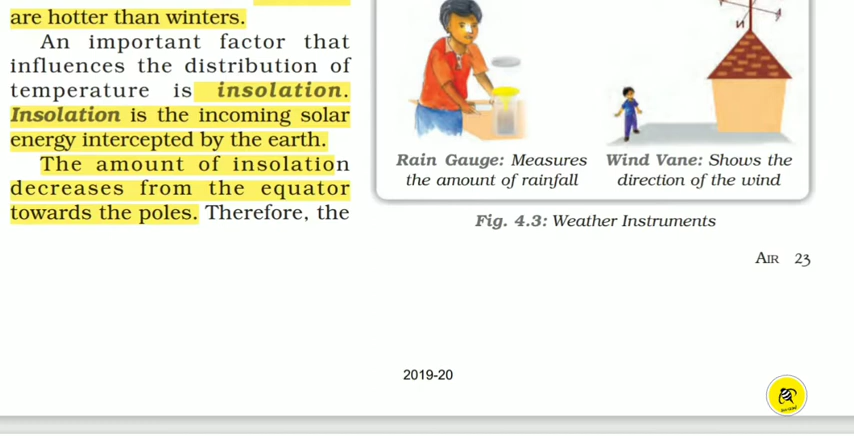 are hotter than winters.
An important factor that
influences the distribution of
temperature is insolation.
Insolation is the incoming solar
energy intercepted by the earth.
The amount of insolation
decreases from the equator
towards the poles. Therefore, the
N
Rain Gauge: Measures
the amount of rainfall
Wind Vane: Shows the
direction of the wind
Fig. 4.3: Weather Instruments
AIR 23
2019-20